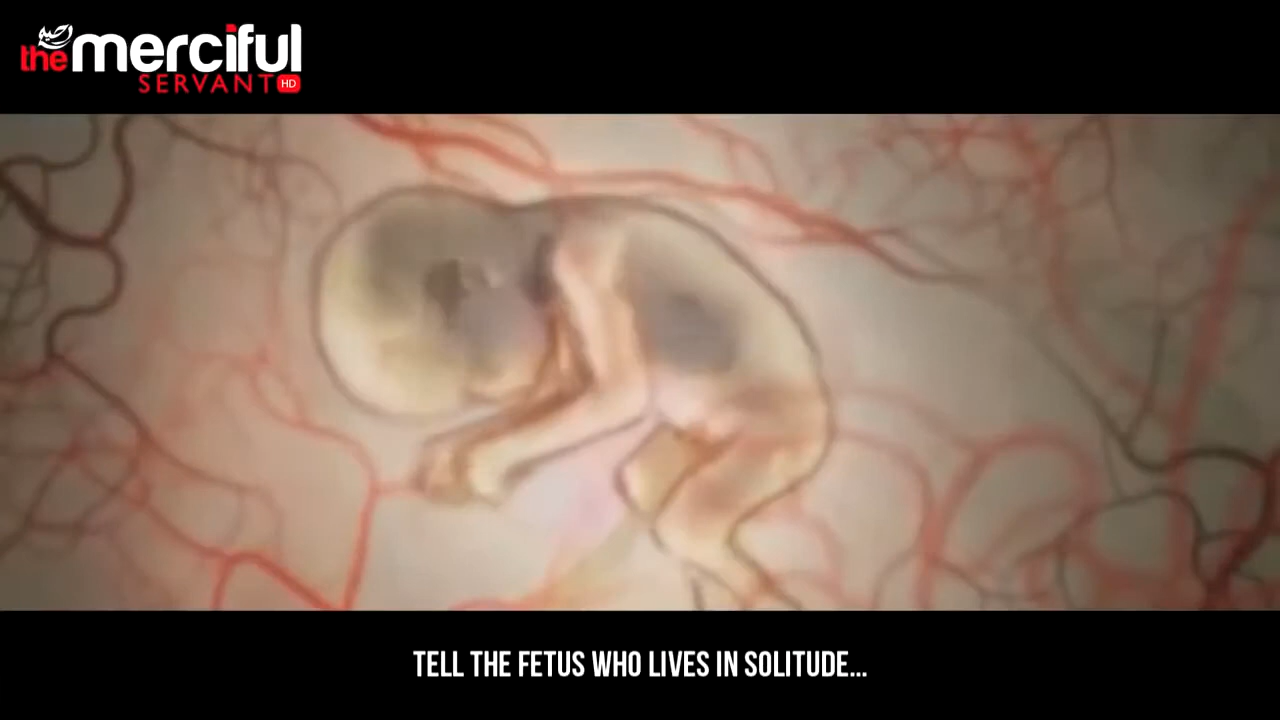 the merciful
SERVANT HD
TELL THE FETUS WHO LIVES IN SOLITUDE...